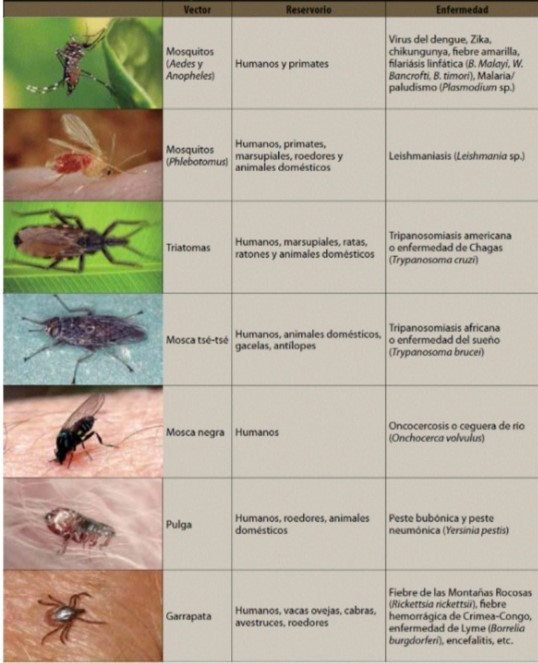 Vector Reservorio Enfermedad
Mosquitos
(Aedes y
Anopheles)
Humanos y primates
Virus del dengue, Zika,
chikungunya, fiebre amarilla,
filariásis linfática (B. Malayi, W.
Bancrofti, B. timori), Malaria/
paludismo (Plasmodium sp.)
Mosquitos
(Phlebotomus)
Humanos, primates,
marsupiales, roedores y
animales domésticos
Leishmaniasis (Leishmania sp.)
Triatomas
Humanos, marsupiales, ratas,
ratones y animales domésticos
Tripanosomiasis americana
o enfermedad de Chagas
(Trypanosoma cruzi)
Mosca tsé-tsé
Humanos, animales domésticos,
gacelas, antílopes
Tripanosomiasis africana
o enfermedad del sueño
(Trypanosoma brucei)
Mosca negra
Humanos
Oncocercosis o ceguera de río
(Onchocerca volvulus)
Pulga
Humanos, roedores, animales
domésticos
Peste bubónica y peste
neumónica (Yersinia pestis)
Garrapata
Humanos, vacas ovejas, cabras,
avestruces, roedores
Fiebre de las Montañas Rocosas
(Rickettsia rickettsii), fiebre
hemorrágica de Crimea-Congo,
enfermedad de Lyme (Borrelia
burgdorferi), encefalitis, etc.